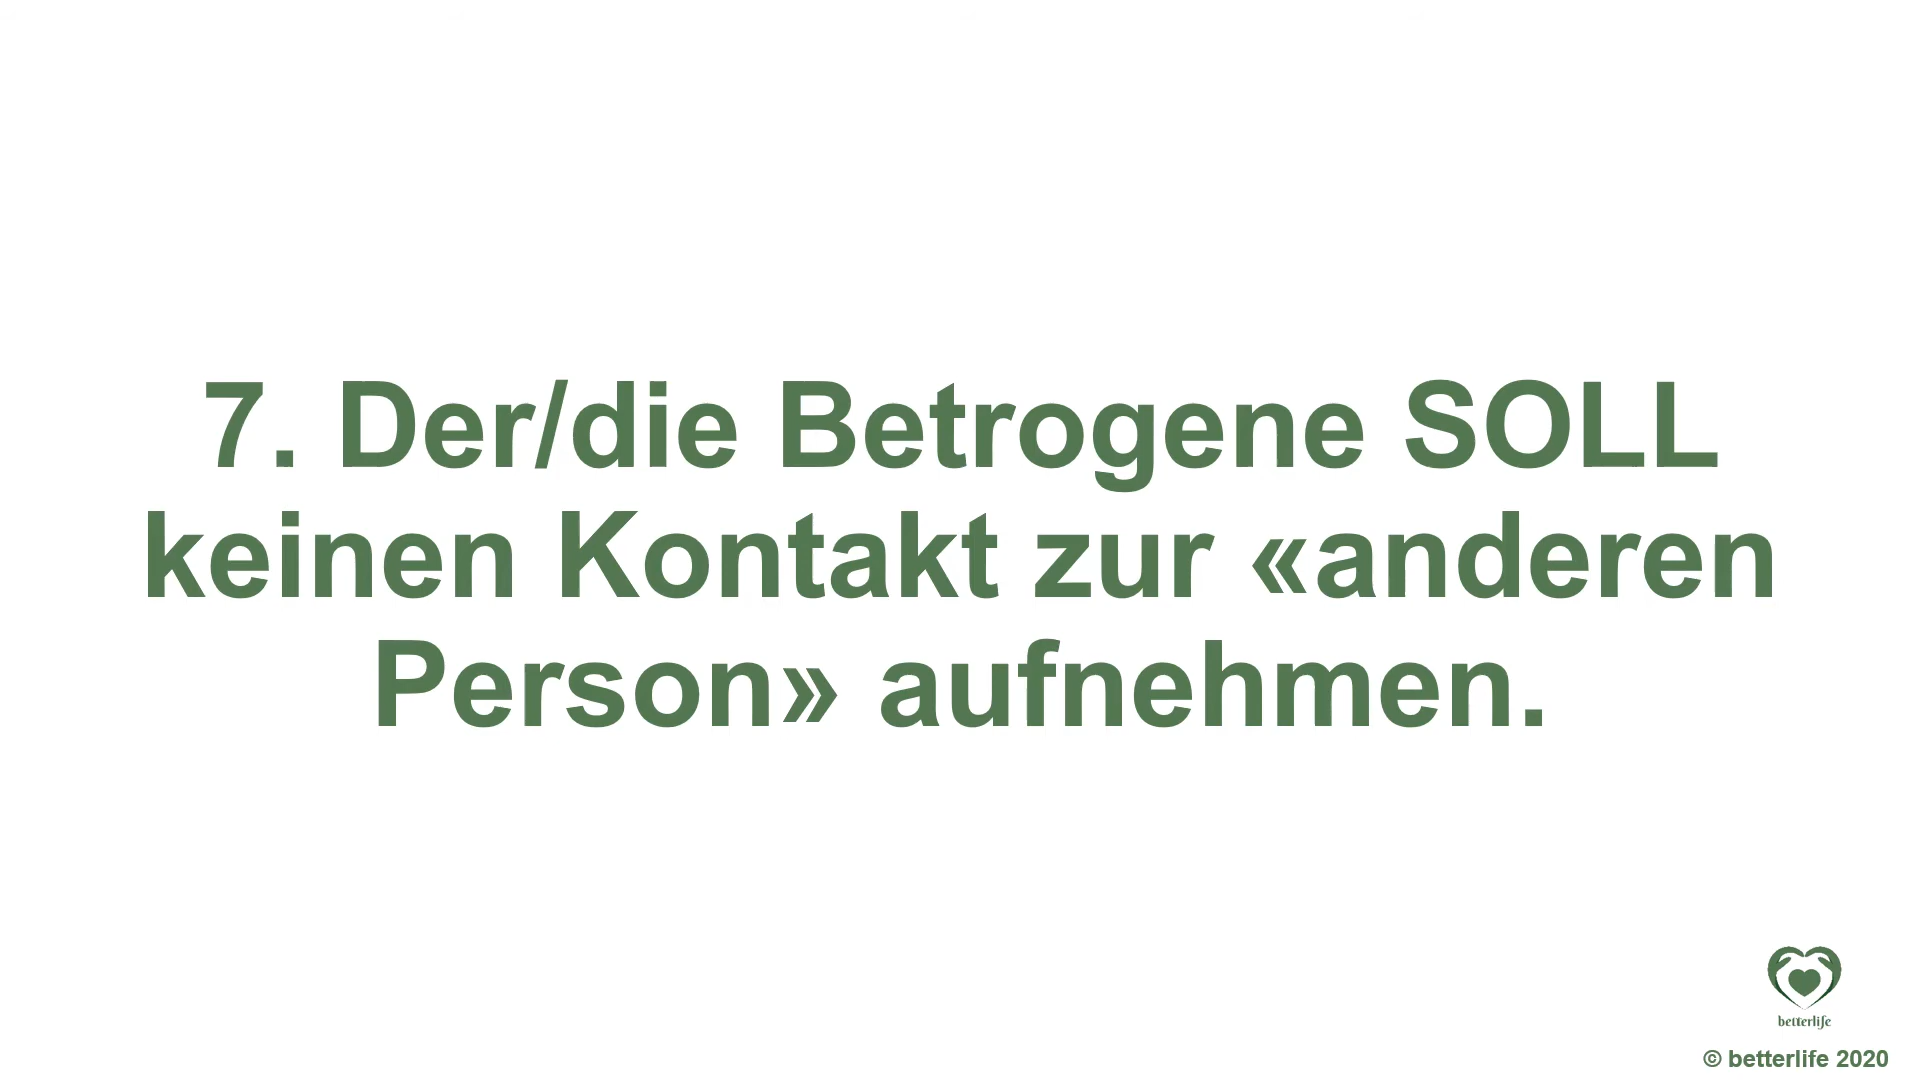 7. Der/die Betrogene SOLL
keinen Kontakt zur «anderen
Person» aufnehmen.
betterlife
© betterlife 2020